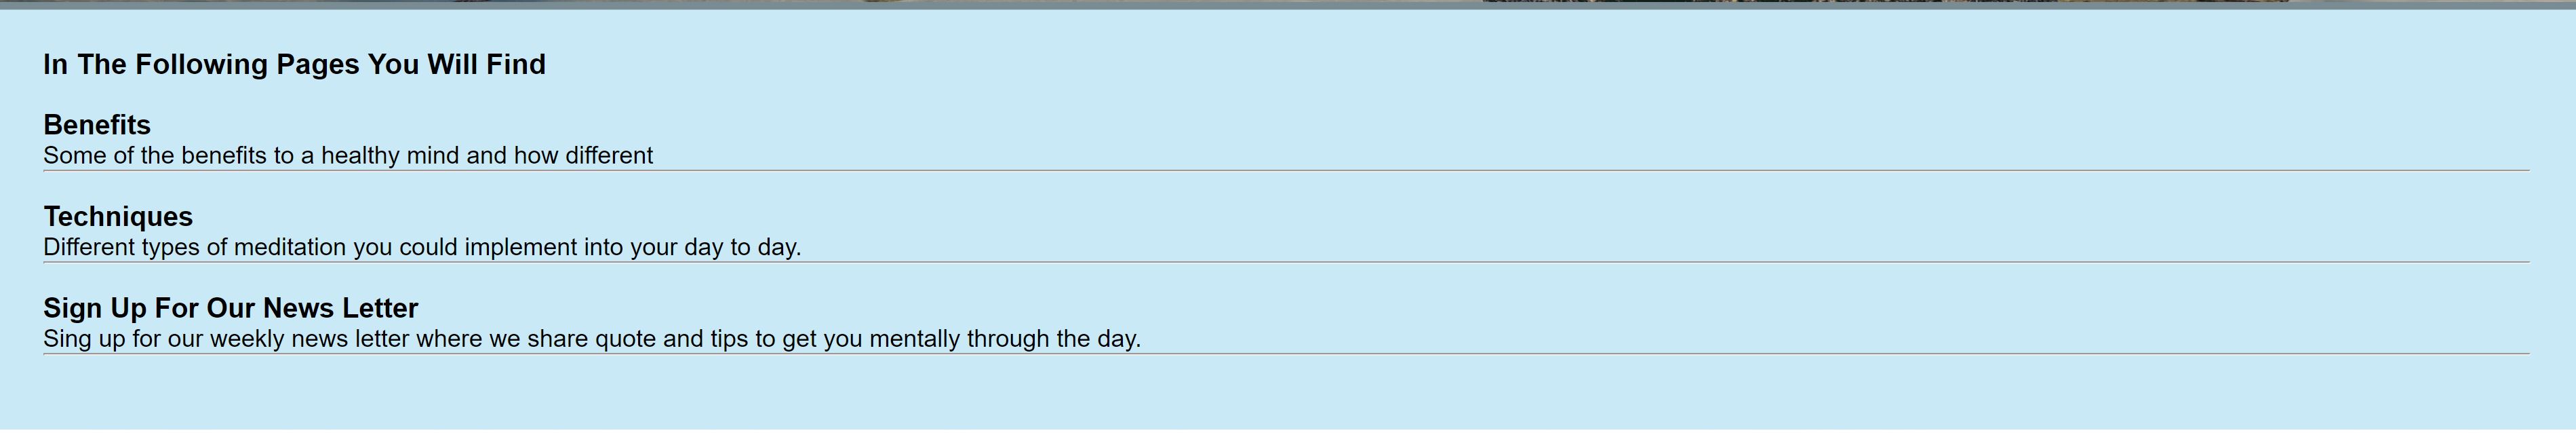 In The Following Pages You Will Find
Benefits
Some of the benefits to a healthy mind and how different
Techniques
Different types of meditation you could implement into your day to day.
Sign Up For Our News Letter
Sing up for our weekly news letter where we share quote and tips to get you mentally through the day.